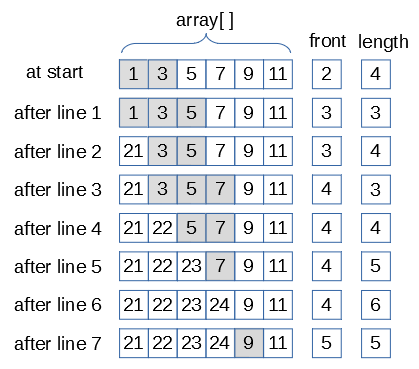 array[ ]
front length
at start 1 3 5 7 9 11 2 4
after line 1 1 3 5 7 9 11 3 3
after line 2 21 3 5 7 9 11 3 4
after line 3 21 3 5 7 9 11 4 3
after line 4 21 22 5 7 9 11 4 4
after line 5 21 22 23 7 9 11 4 5
after line 6 21 22 23 24 9 11 4 6
after line 7 21 22 23 24 9 11 5 5